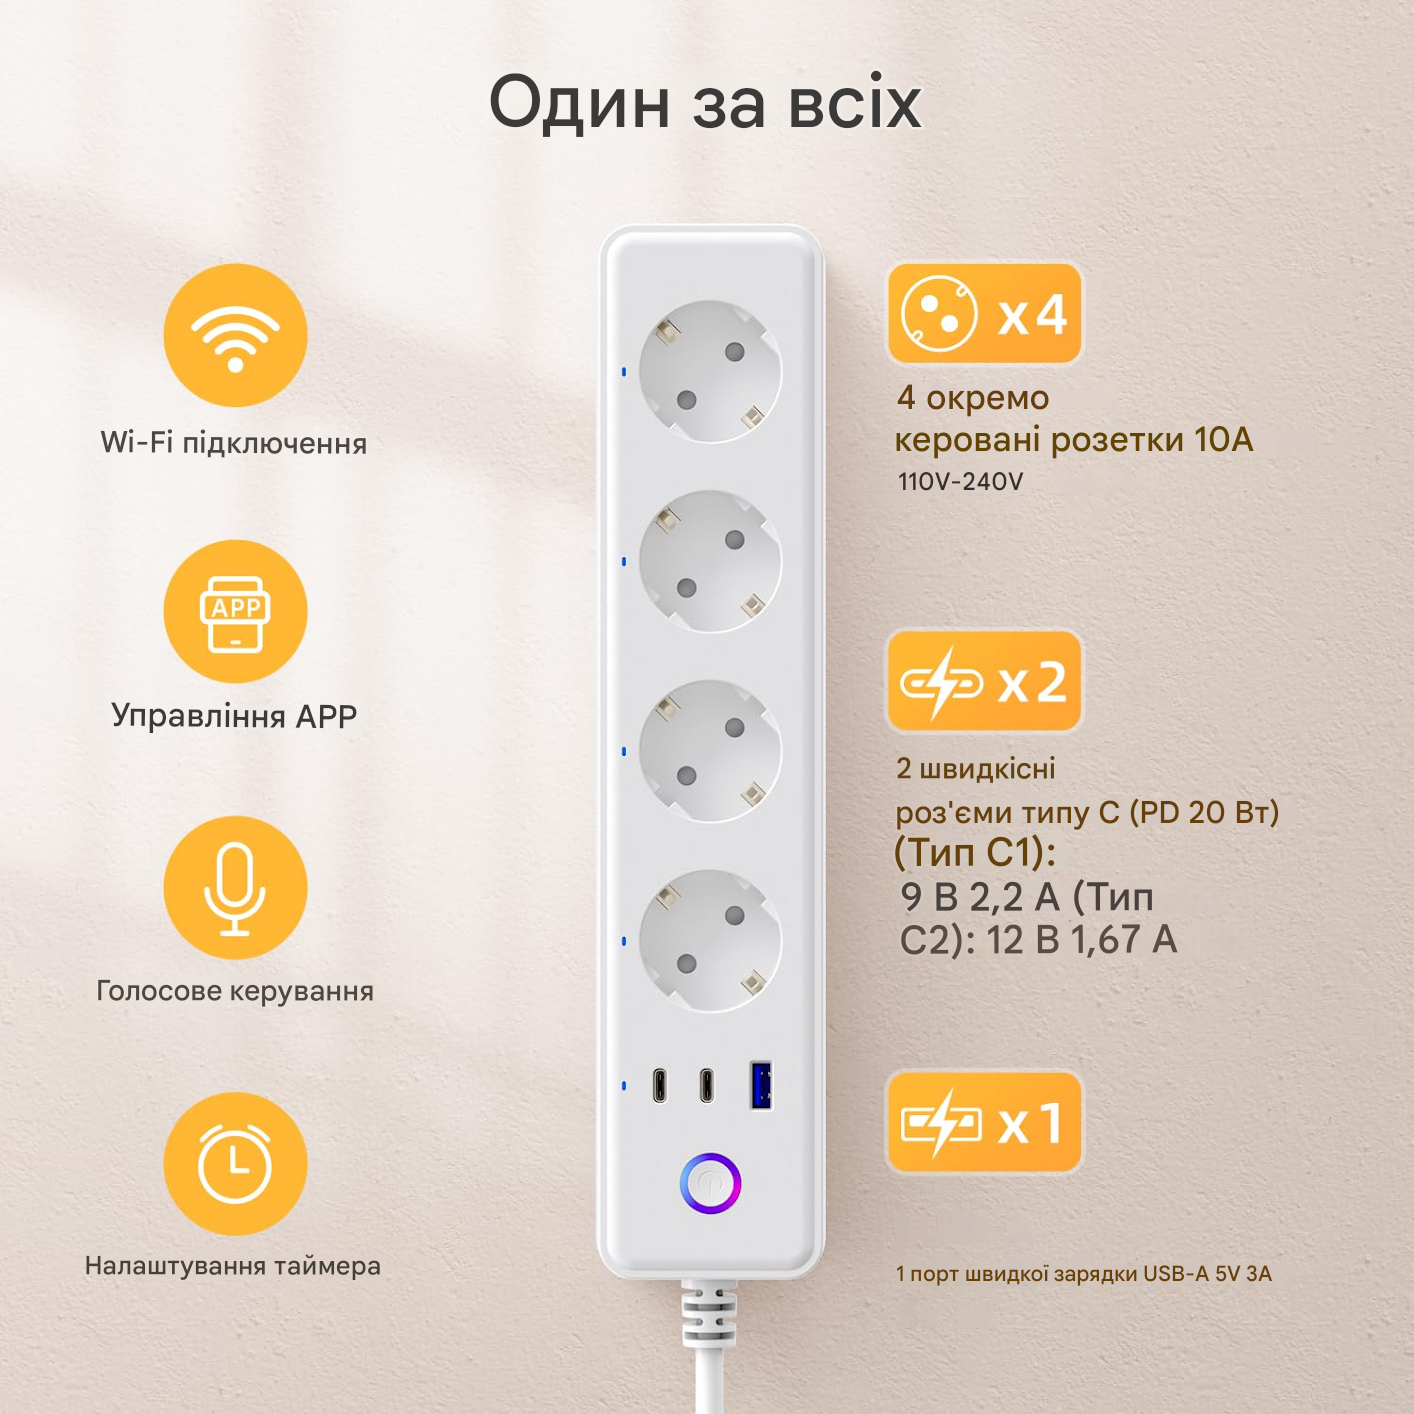 Один за всіх
Wi-Fi підключення
APP
Управління APP
Голосове керування
Налаштування таймера
x4
4 окремо
керовані розетки 10A
110V-240V
x2
2 швидкісні
роз'єми типу C (PD 20 Вт)
(Тип C1):
9 В 2,2 А (Тип
C2): 12 В 1,67 А
x1
1 порт швидкої зарядки USB-A 5V 3A